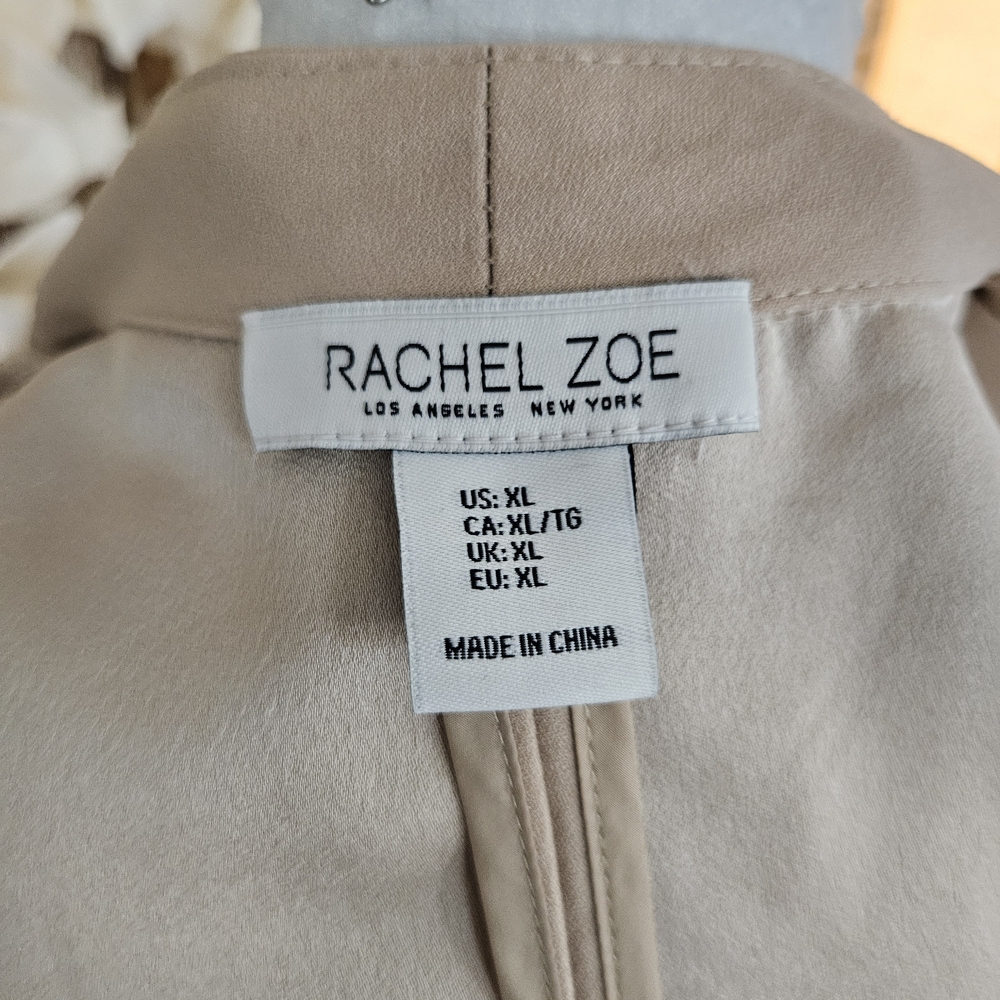 RACHEL ZOE
LOS ANGELES NEW YORK
US: XL
CA: XL/TG
UK: XL
EU: XL
MADE IN CHINA